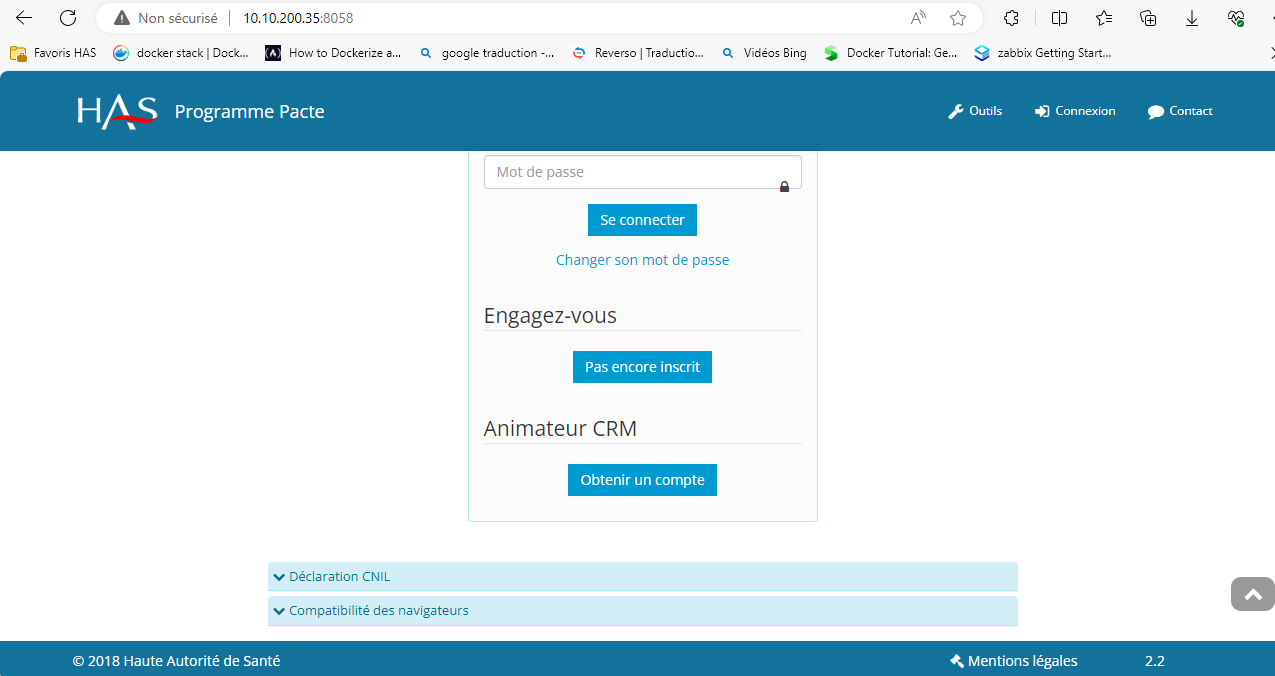 Non sécurisé 10.10.200.35:8058
Favoris HAS docker stack | Dock... How to Dockerize a... google traduction -... Reverso | Traductio... Vidéos Bing Docker Tutorial: Ge... zabbix Getting Start...
HAS Programme Pacte Outils Connexion Contact
Mot de passe
Se connecter
Changer son mot de passe
Engagez-vous
Pas encore inscrit
Animateur CRM
Obtenir un compte
Déclaration CNIL
Compatibilité des navigateurs
© 2018 Haute Autorité de Santé Mentions légales 2.2